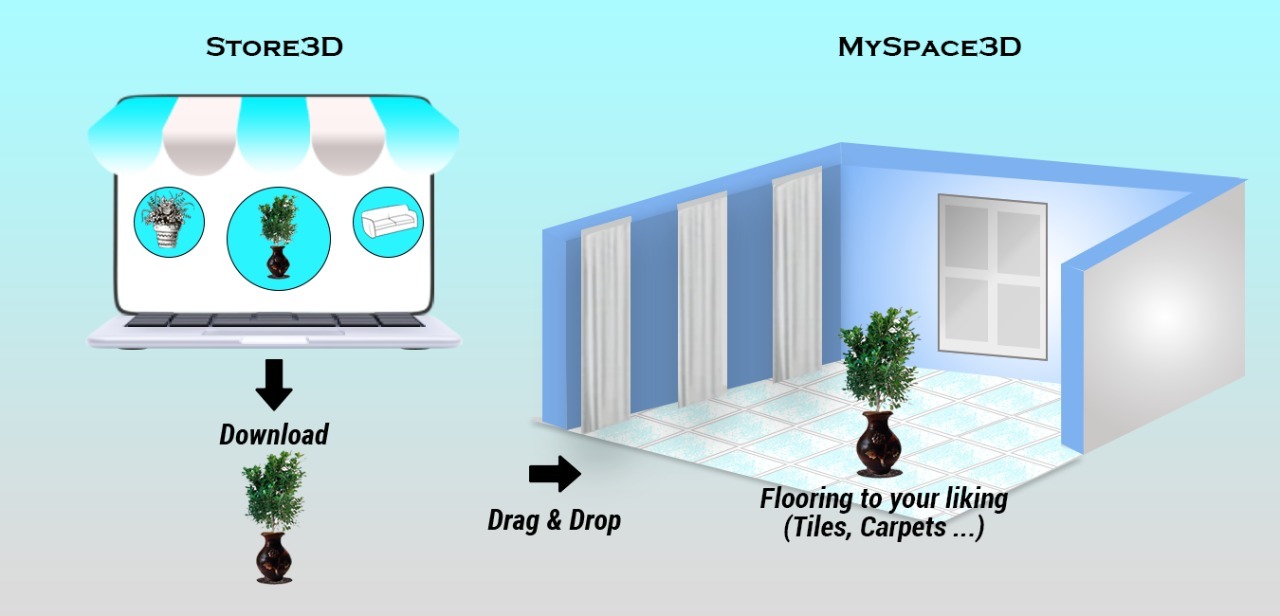 Store3D
MySpace3D
Download
Drag & Drop
Flooring to your liking
(Tiles, Carpets ...)